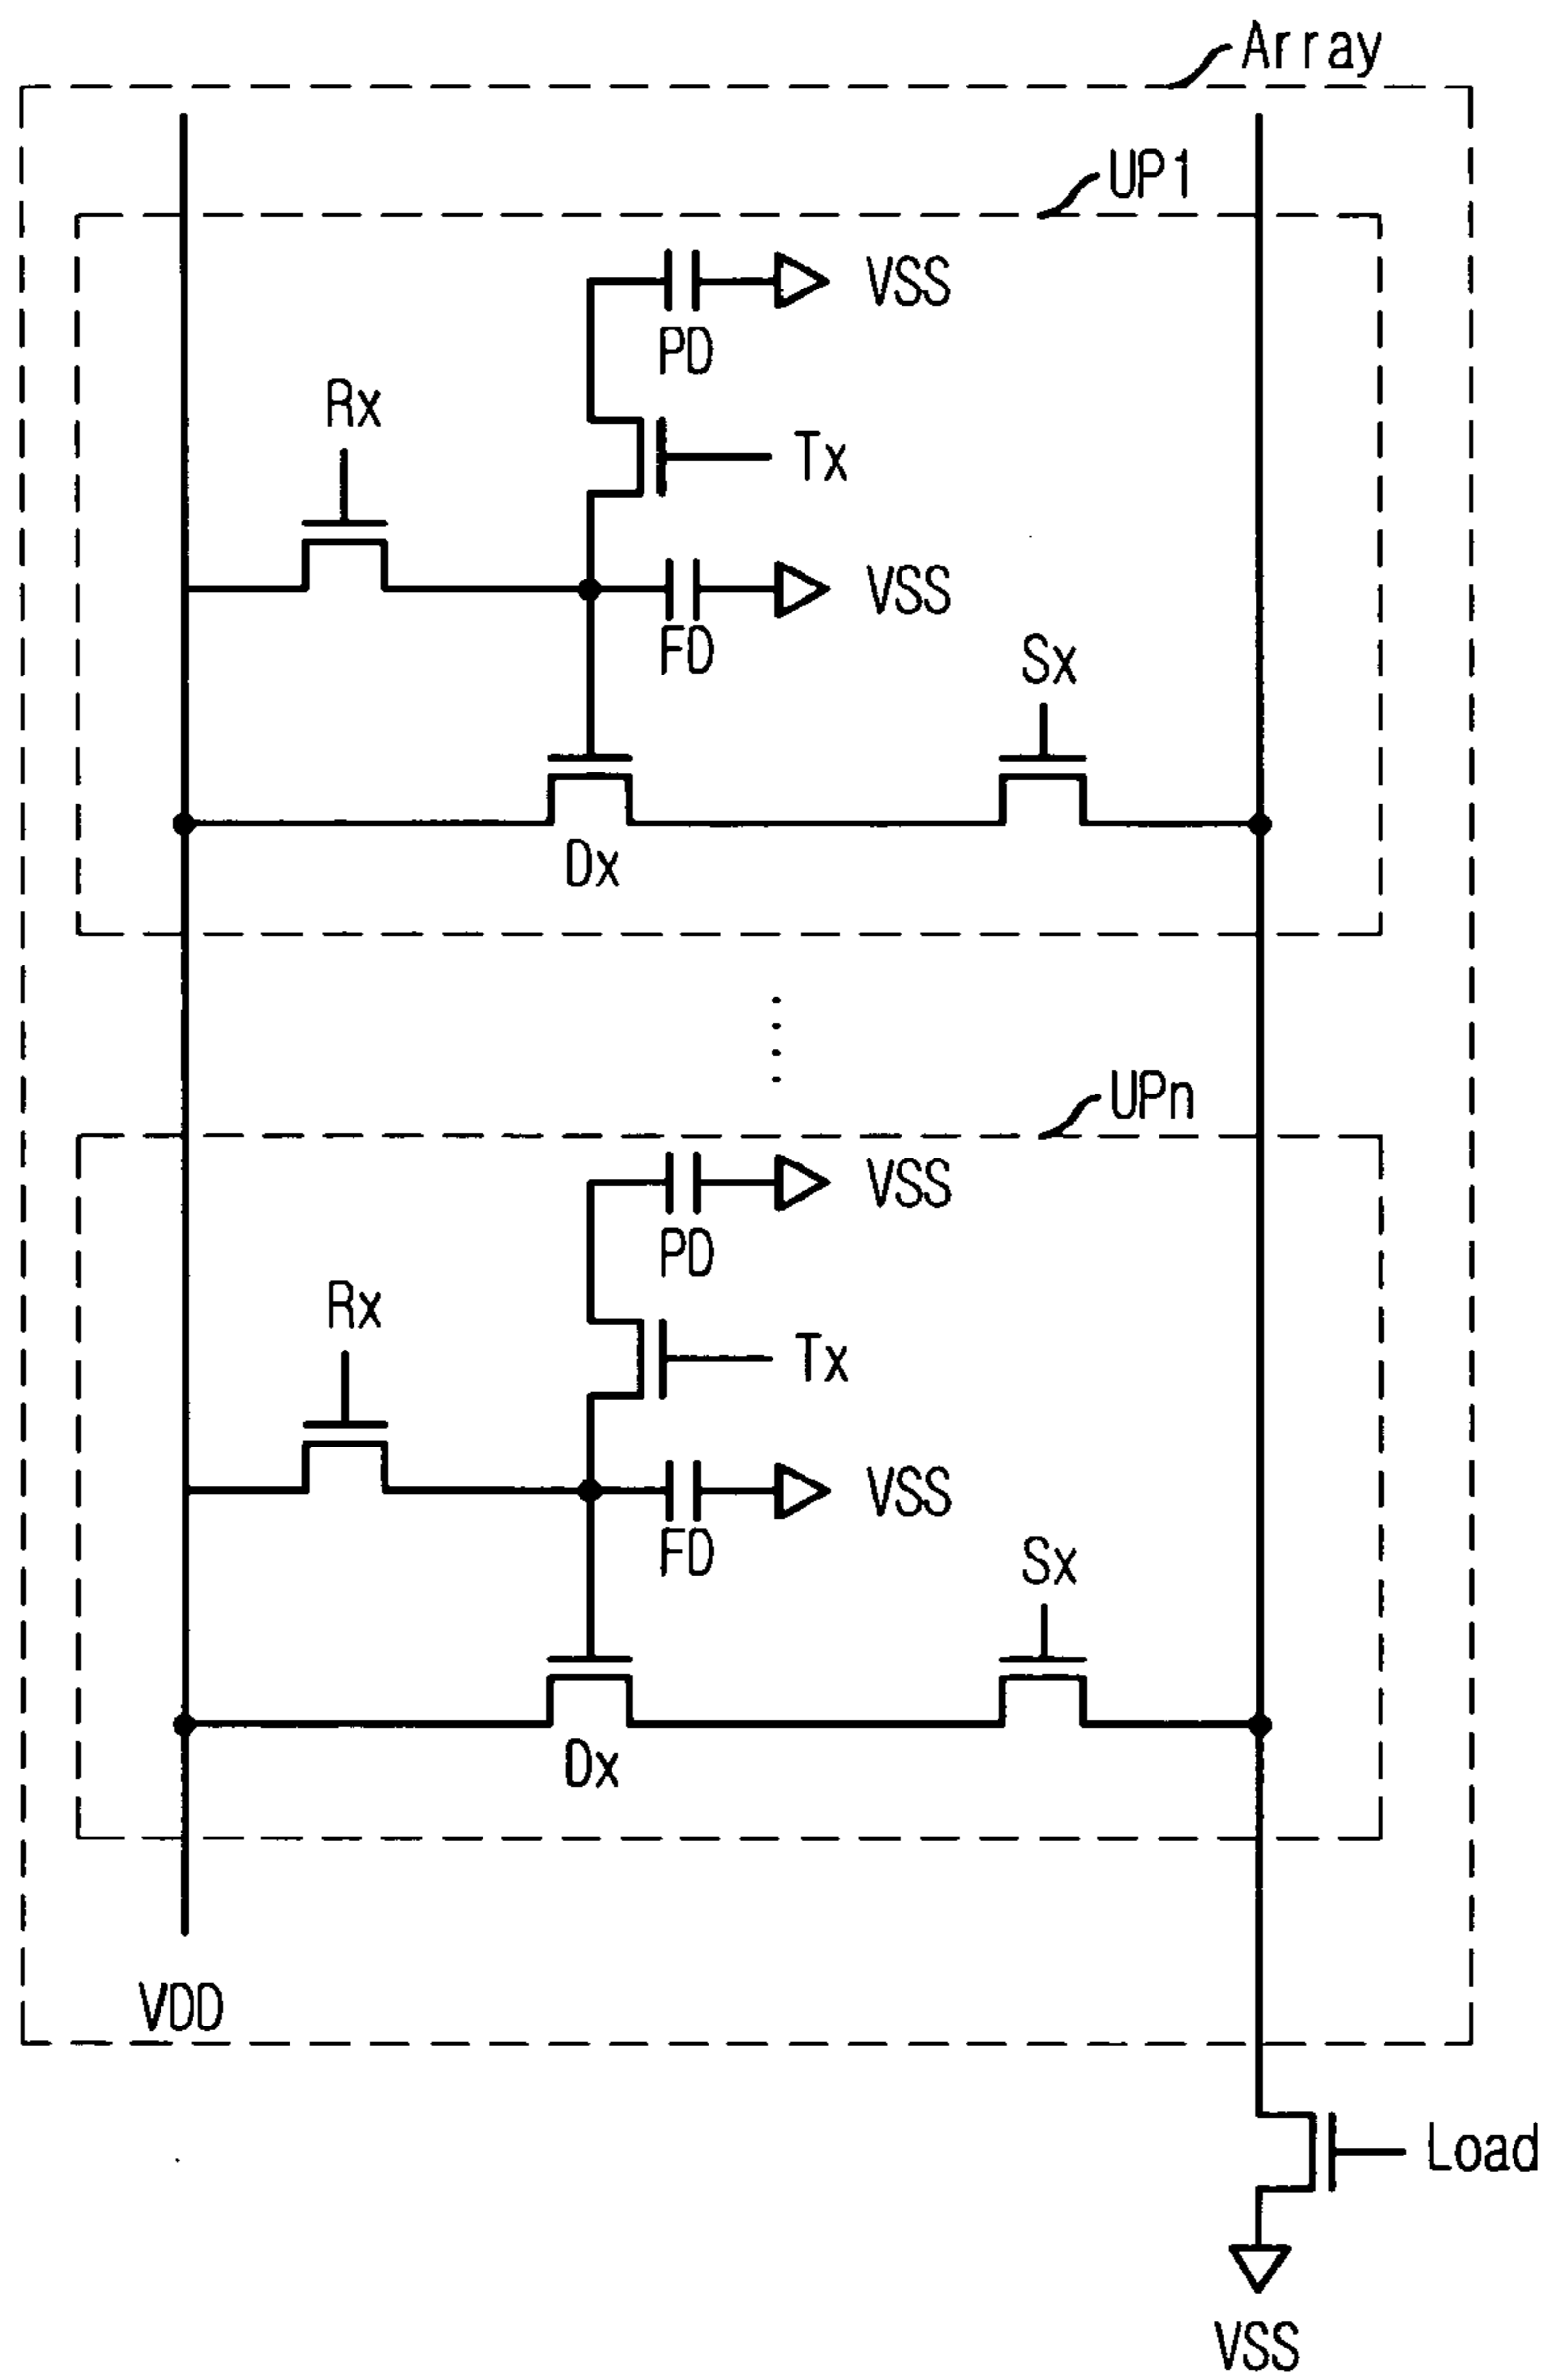 Array
UP1
VSS
PD
Rx
Tx
VSS
FD
Sx
Dx
UPn
VSS
PD
Rx
Tx
VSS
FD
Sx
Dx
VDD
Load
VSS